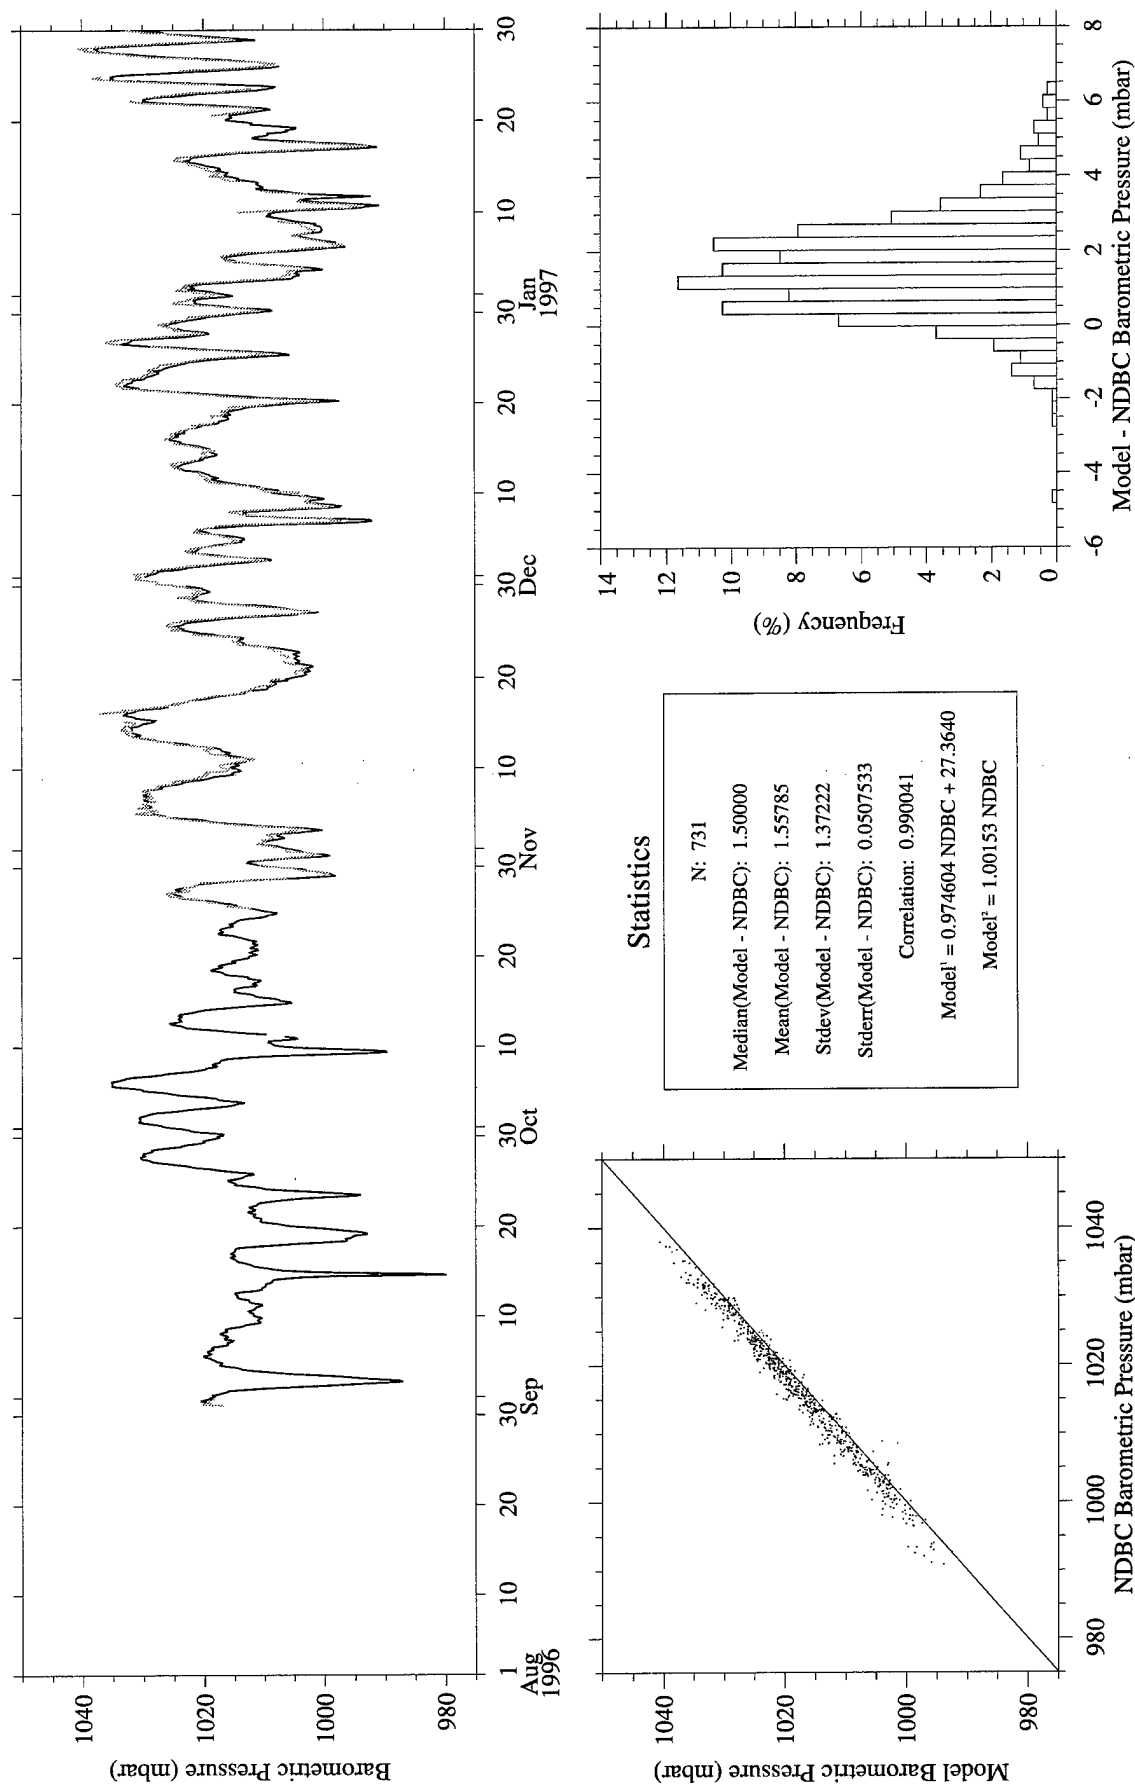 Barometric Pressure (mbar)
1040
1020
1000
980
1 10 20 30 10 20 30 10 20 30 10 20 30 10 20 30 10 20 30
Aug Sep Oct Nov Dec Jan
1996 1997
Model Barometric Pressure (mbar)
1040
1020
1000
980
980 1000 1020 1040
NDBC Barometric Pressure (mbar)
Statistics
N: 731
Median(Model - NDBC): 1.50000
Mean(Model - NDBC): 1.55785
Stdev(Model - NDBC): 1.37222
Stderr(Model - NDBC): 0.0507533
Correlation: 0.990041
Model¹ = 0.974604 NDBC + 27.3640
Model² = 1.00153 NDBC
Frequency (%)
14
12
10
8
6
4
2
0
-6 -4 -2 0 2 4 6 8
Model - NDBC Barometric Pressure (mbar)